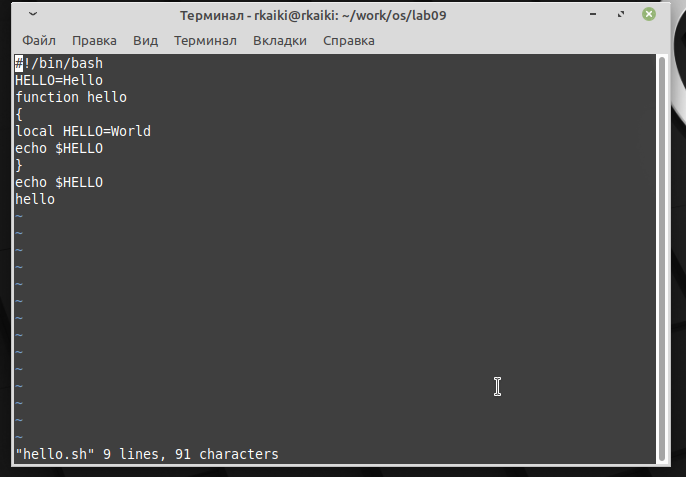 Терминал - rkaiki@rkaiki: ~/work/os/lab09
Файл Правка Вид Терминал Вкладки Справка
#!/bin/bash
HELLO=Hello
function hello
{
local HELLO=World
echo $HELLO
}
echo $HELLO
hello
~
~
~
~
~
~
~
~
~
~
~
~
~
~
"hello.sh" 9 lines, 91 characters